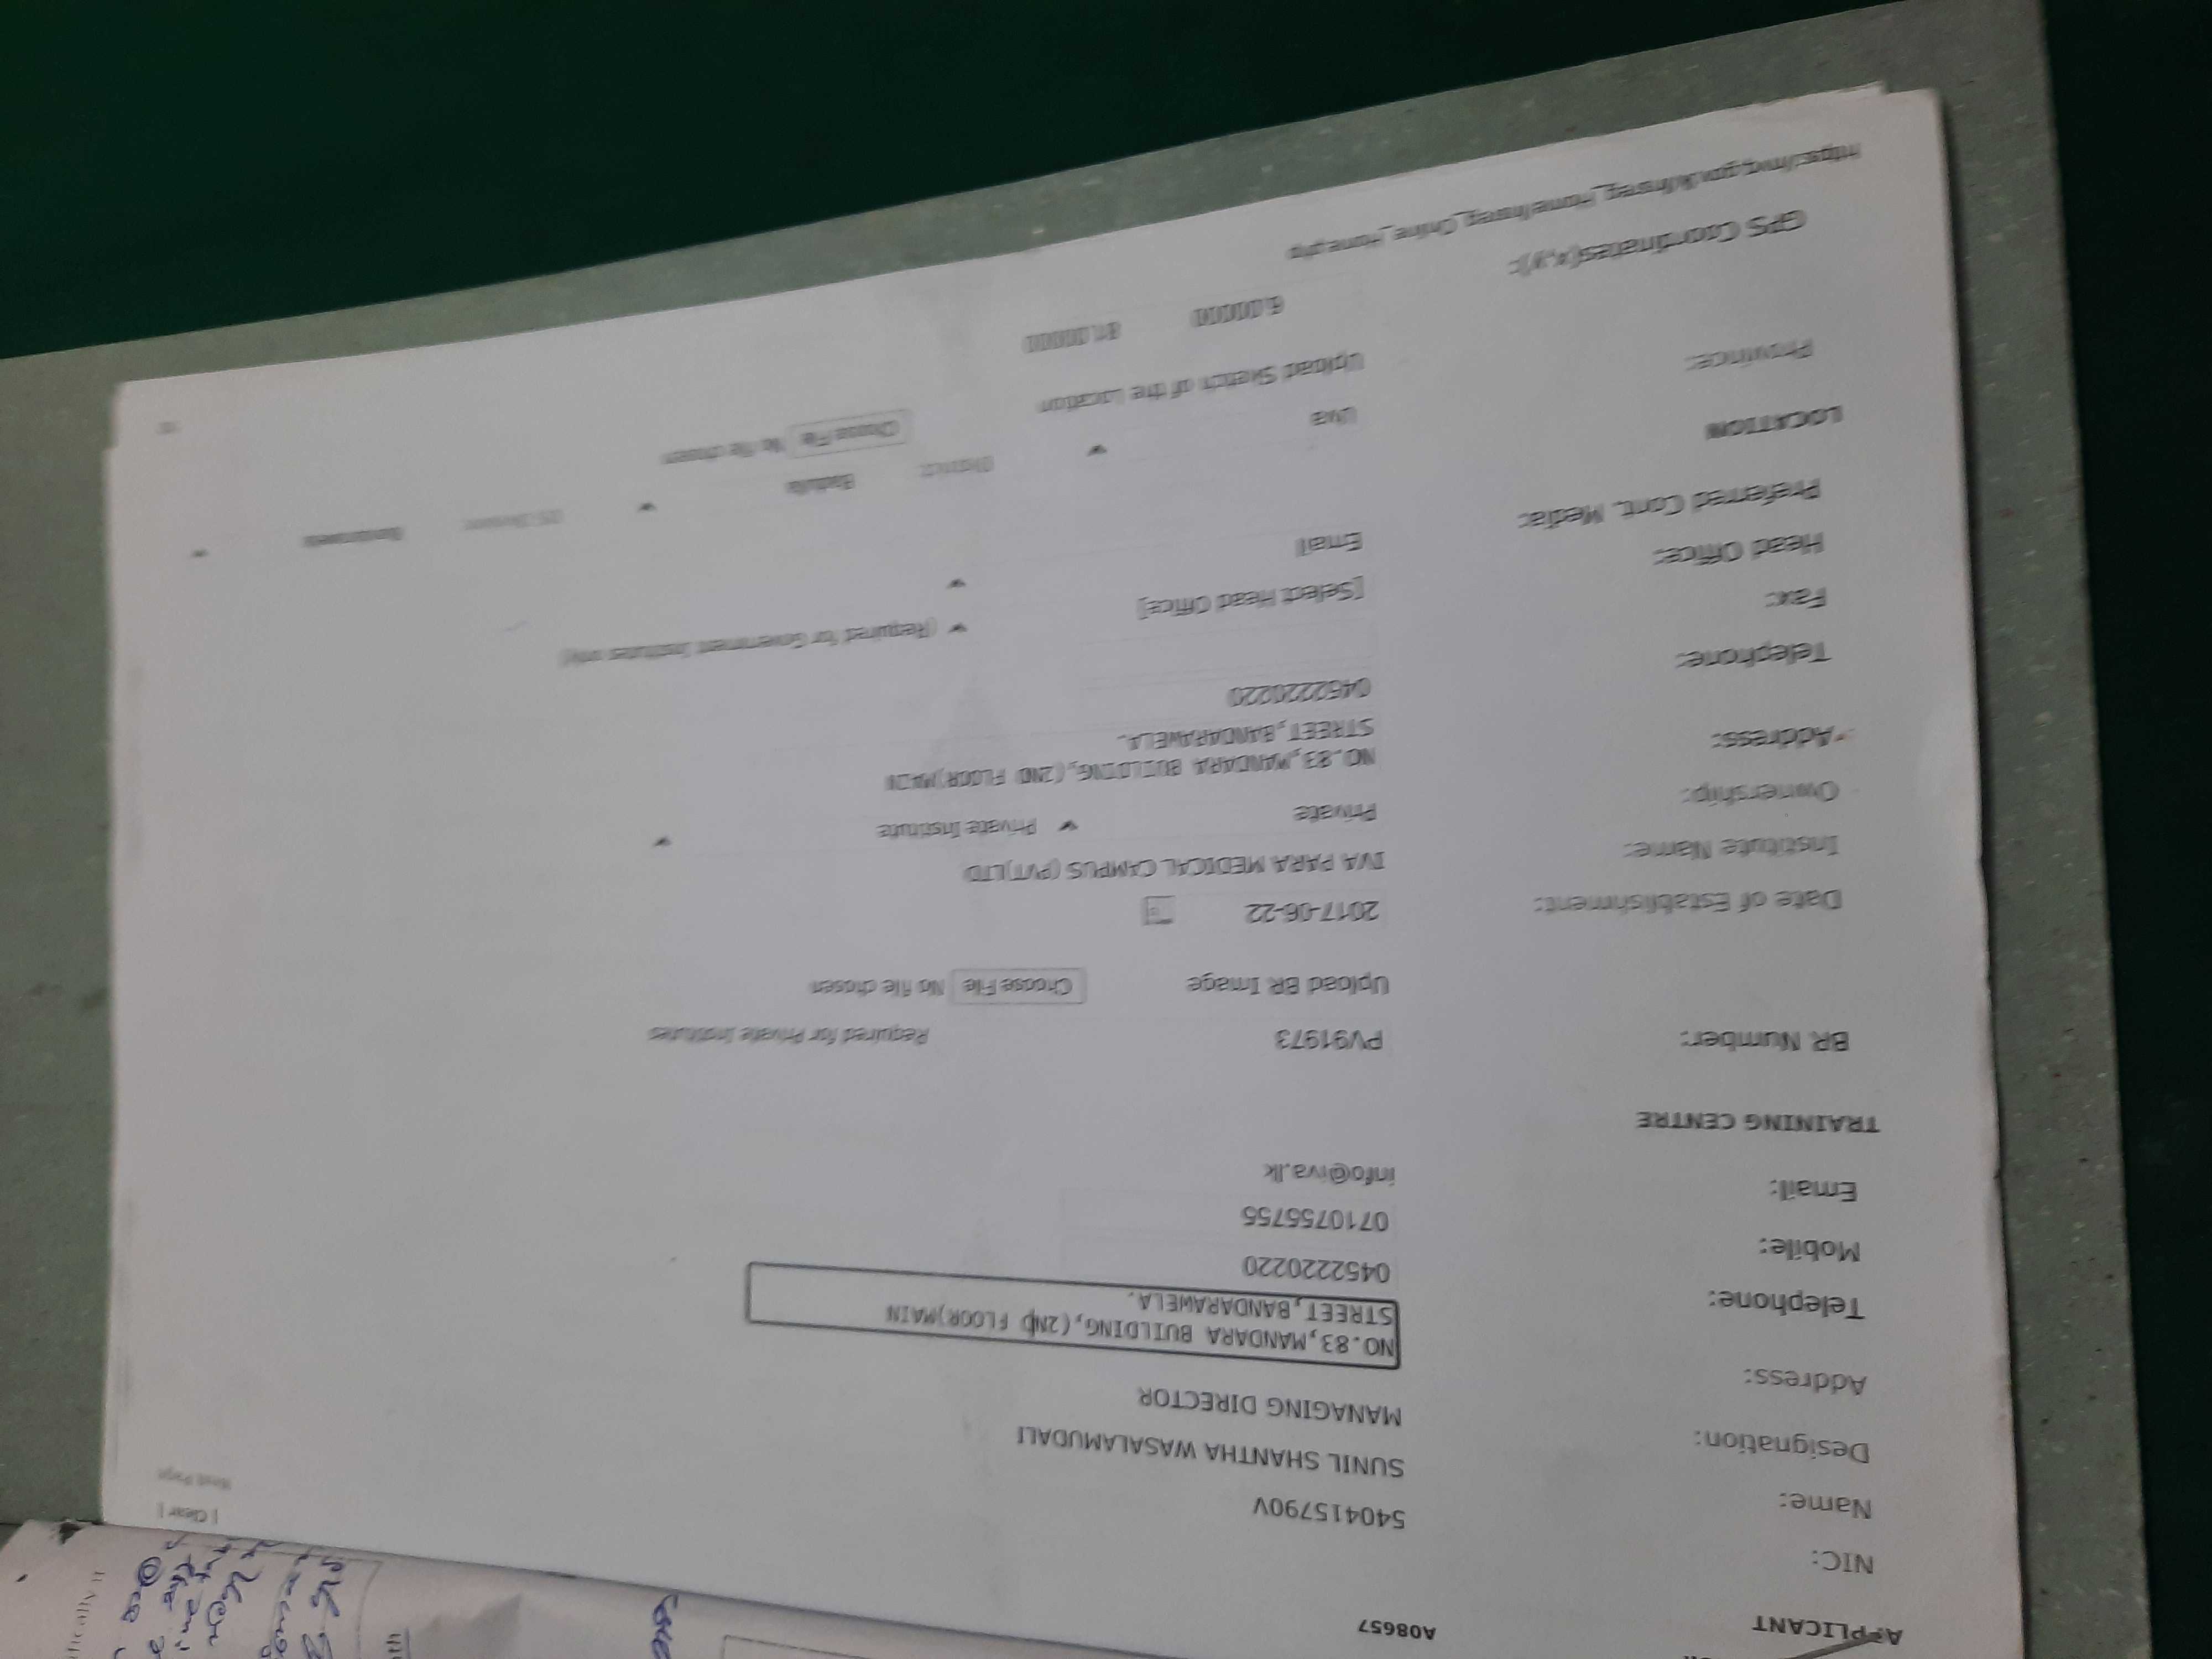 APPLICANT A08657
NIC: 540415790V
Name: SUNIL SHANTHA WASALAMUDALI
Designation: MANAGING DIRECTOR
Address: NO.83,MANDARA BUILDING,(2ND FLOOR)MAIN
STREET,BANDARAWELA.
Telephone: 0452220220
Mobile: 0710755755
Email: info@iva.lk
TRAINING CENTRE
BR Number: PV91973 Required for Private Institutes
Upload BR Image Choose File No file chosen
Date of Establishment: 2017-06-22
Institute Name: IVA PARA MEDICAL CAMPUS (PVT)LTD
Ownership: Private Private Institute
Address: NO.83,MANDARA BUILDING,(2ND FLOOR)MAIN
STREET,BANDARAWELA.
Telephone: 0452220220
Fax:
Head Office: [Select Head Office] (Required for Government Institutes only)
Preferred Cont. Media: Email
LOCATION
Province: Uva District: Badulla DS Division:
Upload Sketch of the Location Choose File No file chosen
GPS Coordinates(x,y): 6.00000 81.00000
| Clear |
Next Page